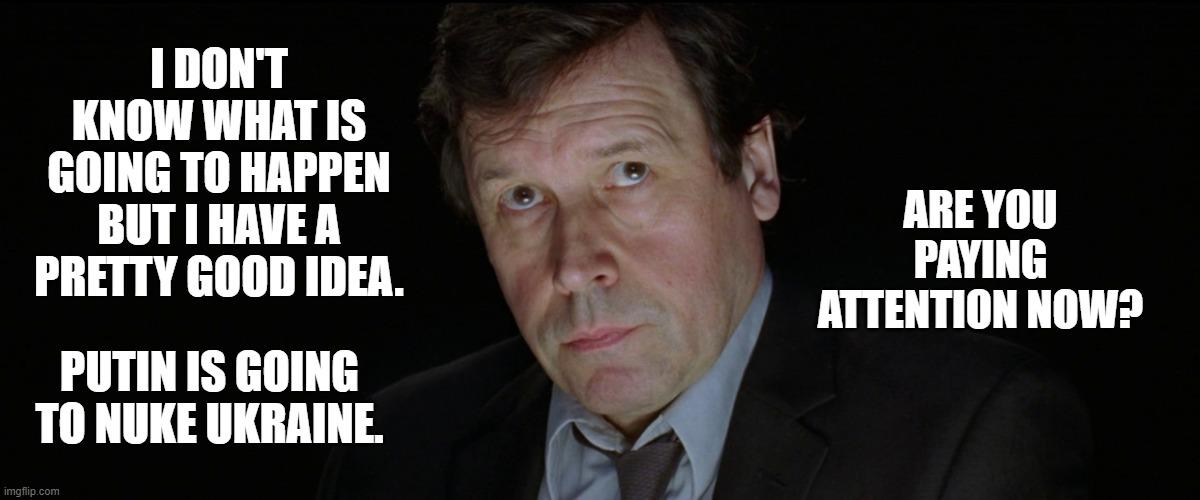 I DON'T
KNOW WHAT IS
GOING TO HAPPEN
BUT I HAVE A
PRETTY GOOD IDEA.
PUTIN IS GOING
TO NUKE UKRAINE.
ARE YOU
PAYING
ATTENTION NOW?
imgflip.com